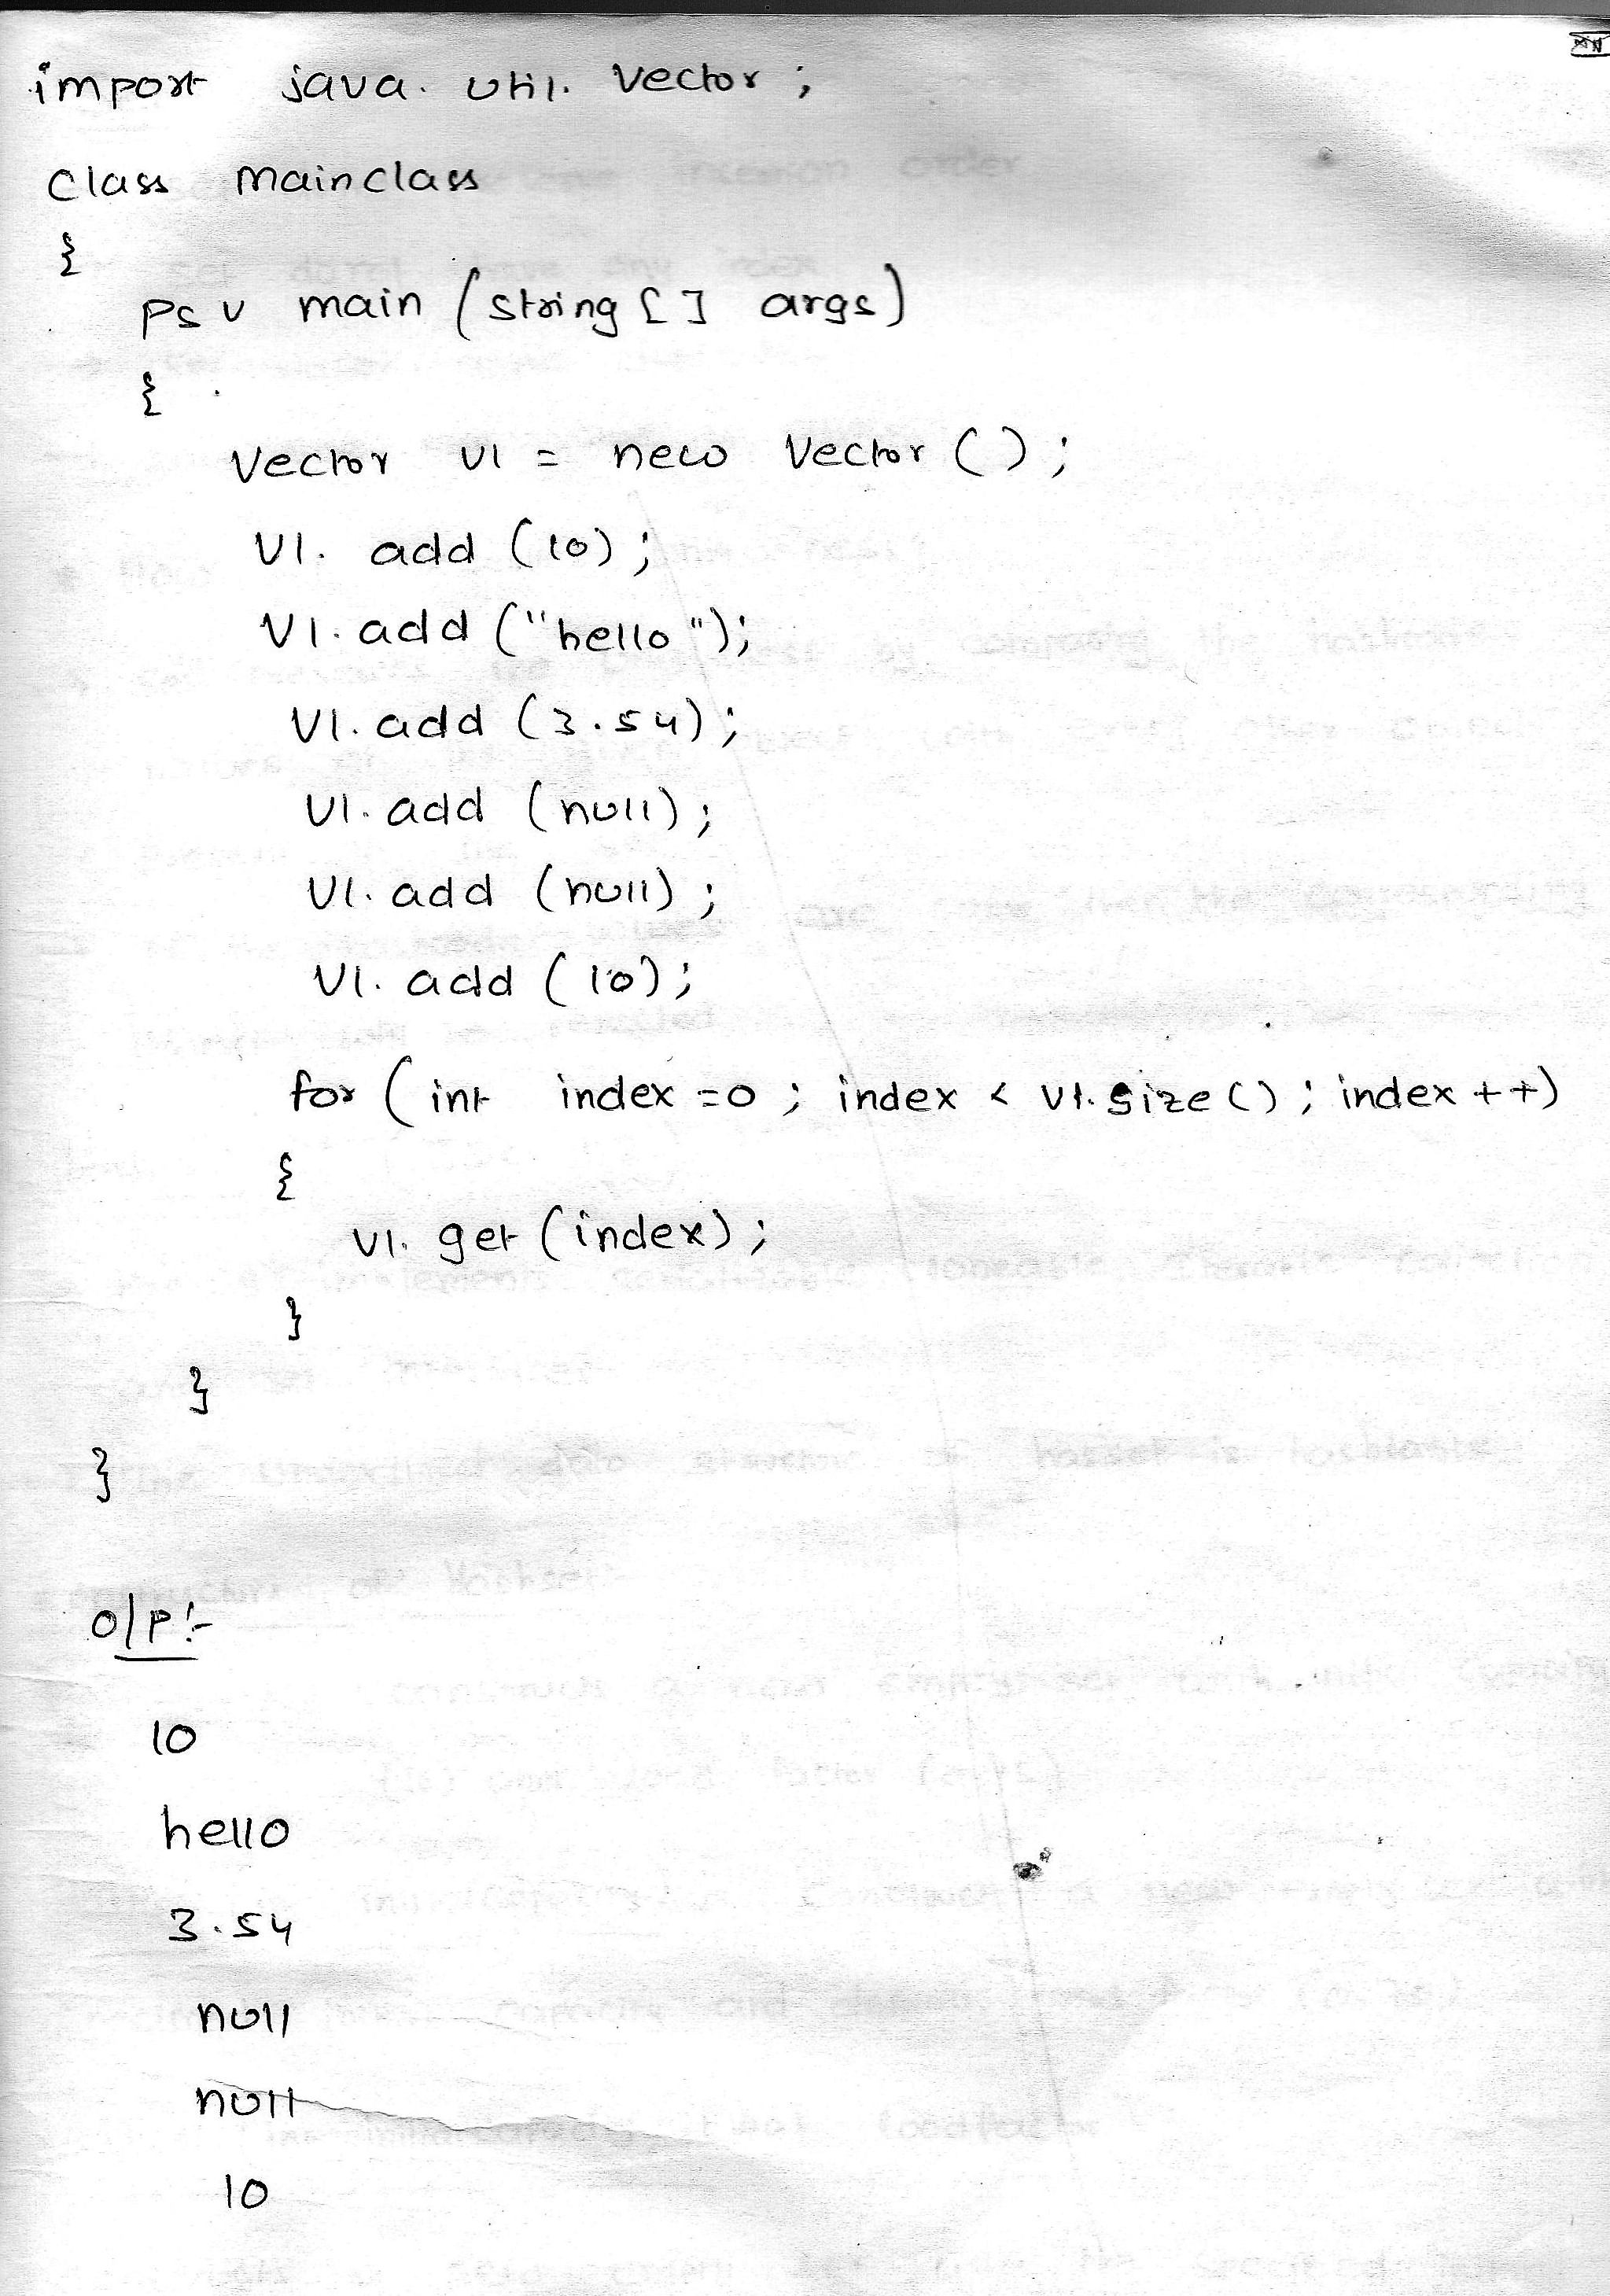 import java.util.Vector;
class mainclass
{
psv main (string [] args)
{
Vector v1 = new Vector ();
V1. add (10);
V1.add ("hello");
V1.add (3.54);
V1.add (null);
V1.add (null);
V1.add (10);
for (int index =0; index < v1.size(); index ++)
{
v1. get (index);
}
}
}
o/p:-
10
hello
3.54
null
null
10